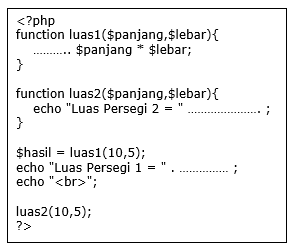 <?php
function luas1($panjang,$lebar){
    ……….. $panjang * $lebar;
}

function luas2($panjang,$lebar){
    echo "Luas Persegi 2 = " …………………. ;
}

$hasil = luas1(10,5);
echo "Luas Persegi 1 = " . …………… ;
echo "<br>";

luas2(10,5);
?>